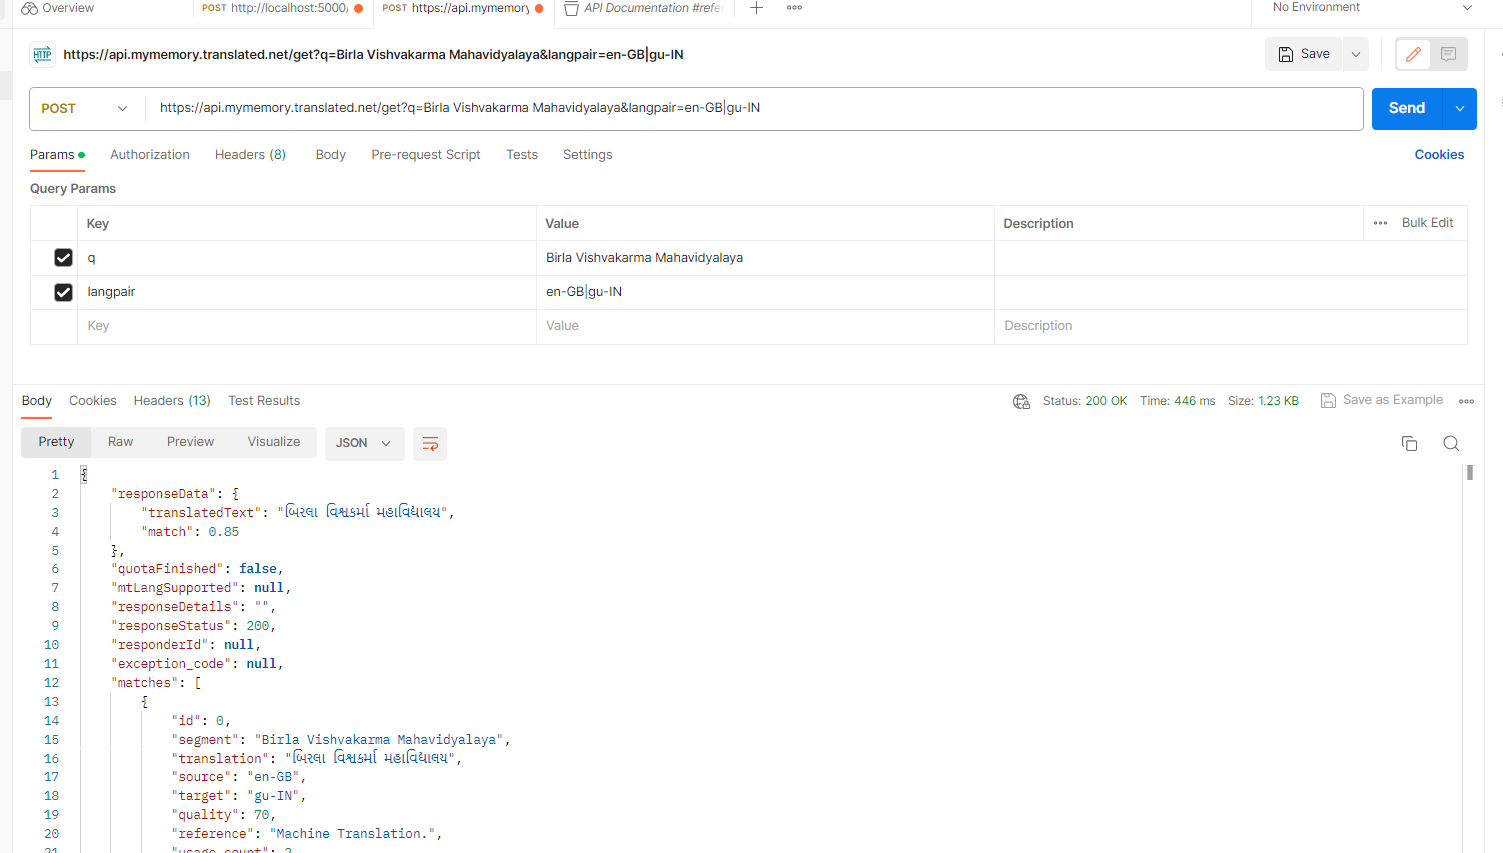 Overview POST http://localhost:5000/ POST https://api.mymemory. API Documentation #refer No Environment
HTTP https://api.mymemory.translated.net/get?q=Birla Vishvakarma Mahavidyalaya&langpair=en-GB|gu-IN Save
POST https://api.mymemory.translated.net/get?q=Birla Vishvakarma Mahavidyalaya&langpair=en-GB|gu-IN Send
Params Authorization Headers (8) Body Pre-request Script Tests Settings Cookies
Query Params
Key Value Description Bulk Edit
q Birla Vishvakarma Mahavidyalaya
langpair en-GB|gu-IN
Key Value Description
Body Cookies Headers (13) Test Results Status: 200 OK Time: 446 ms Size: 1.23 KB Save as Example
Pretty Raw Preview Visualize JSON
1 {
2 "responseData": {
3 "translatedText": "બિરલા વિશ્વકર્મા મહાવિદ્યાલય",
4 "match": 0.85
5 },
6 "quotaFinished": false,
7 "mtLangSupported": null,
8 "responseDetails": "",
9 "responseStatus": 200,
10 "responderId": null,
11 "exception_code": null,
12 "matches": [
13 {
14 "id": 0,
15 "segment": "Birla Vishvakarma Mahavidyalaya",
16 "translation": "બિરલા વિશ્વકર્મા મહાવિદ્યાલય",
17 "source": "en-GB",
18 "target": "gu-IN",
19 "quality": 70,
20 "reference": "Machine Translation.",
21 "usage_count": 2